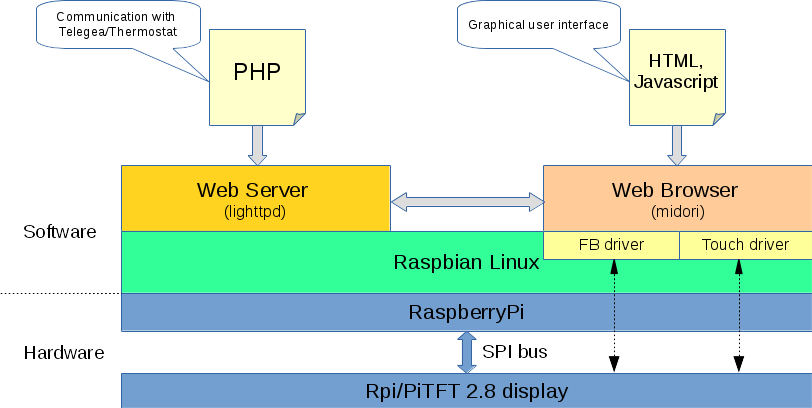 Communication with
Telegea/Thermostat
Graphical user interface
PHP
HTML,
Javascript
Web Server
(lighttpd)
Web Browser
(midori)
Software
FB driver
Touch driver
Raspbian Linux
RaspberryPi
Hardware
SPI bus
Rpi/PiTFT 2.8 display